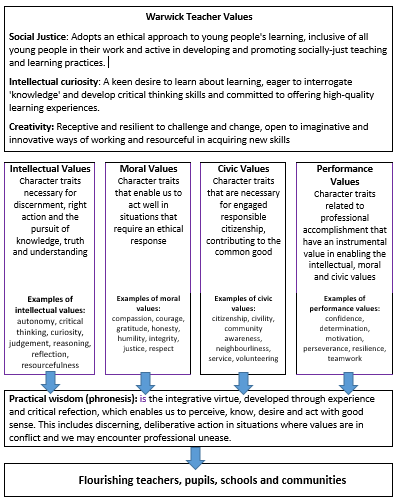 Warwick Teacher Values
Social Justice: Adopts an ethical approach to young people's learning, inclusive of all
young people in their work and active in developing and promoting socially-just teaching
and learning practices.
Intellectual curiosity: A keen desire to learn about learning, eager to interrogate
'knowledge' and develop critical thinking skills and committed to offering high-quality
learning experiences.
Creativity: Receptive and resilient to challenge and change, open to imaginative and
innovative ways of working and resourceful in acquiring new skills
Intellectual Values
Character traits
necessary for
discernment, right
action and the
pursuit of
knowledge, truth
and understanding
Examples of
intellectual values:
autonomy, critical
thinking, curiosity,
judgement, reasoning,
reflection,
resourcefulness
Moral Values
Character traits
that enable us to
act well in
situations that
require an ethical
response
Examples of moral
values:
compassion, courage,
gratitude, honesty,
humility, integrity,
justice, respect
Civic Values
Character traits
that are necessary
for engaged
responsible
citizenship,
contributing to the
common good
Examples of civic
values:
citizenship, civility,
community
awareness,
neighbourliness,
service, volunteering
Performance
Values
Character traits
related to
professional
accomplishment that
have an instrumental
value in enabling the
intellectual, moral
and civic values
Examples of
performance values:
confidence,
determination,
motivation,
perseverance, resilience,
teamwork
Practical wisdom (phronesis): is the integrative virtue, developed through experience
and critical refection, which enables us to perceive, know, desire and act with good
sense. This includes discerning, deliberative action in situations where values are in
conflict and we may encounter professional unease.
Flourishing teachers, pupils, schools and communities